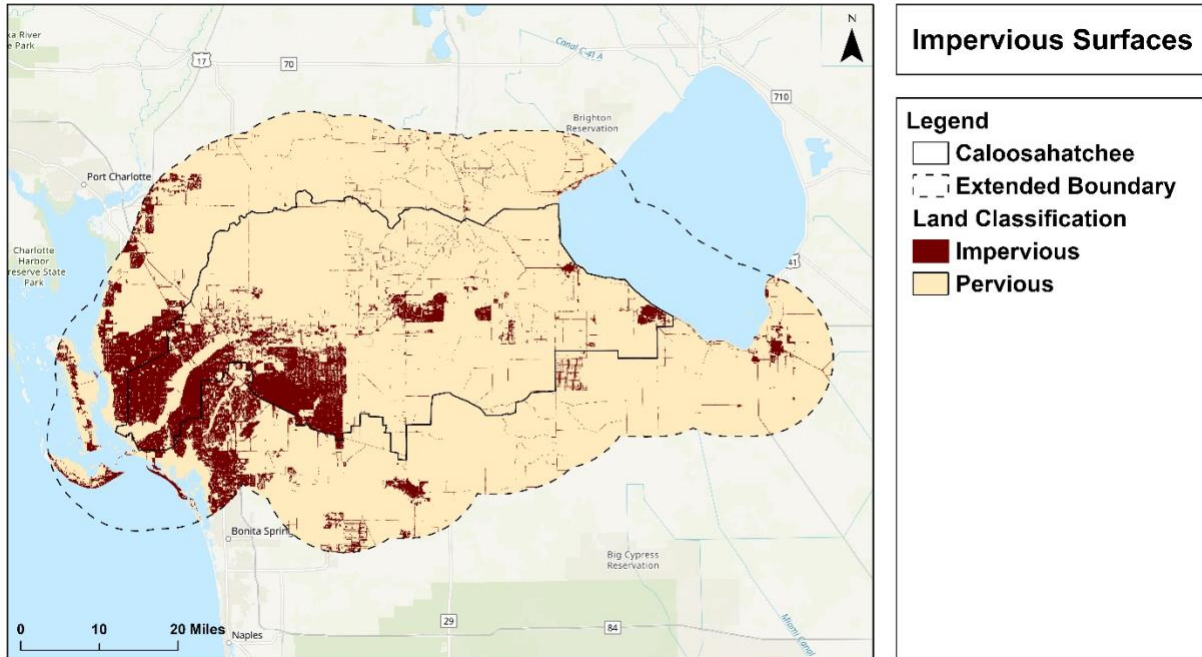 Impervious Surfaces
Legend
Caloosahatchee
Extended Boundary
Land Classification
Impervious
Pervious
N
ka River
e Park
17
70
Canal C-41 A
710
Brighton
Reservation
Port Charlotte
Charlotte
Harbor
reserve State
Park
41
Bonita Spring
Big Cypress
Reservation
Naples
29
84
Miami Canal
0 10 20 Miles